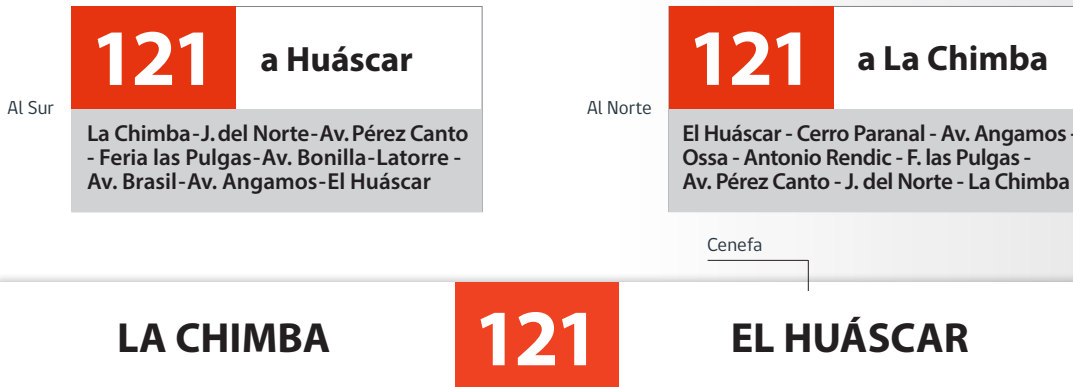 Al Sur
121 a Huáscar
La Chimba-J. del Norte-Av. Pérez Canto
- Feria las Pulgas-Av. Bonilla-Latorre -
Av. Brasil-Av. Angamos-El Huáscar
Al Norte
121 a La Chimba
El Huáscar - Cerro Paranal - Av. Angamos -
Ossa - Antonio Rendic - F. las Pulgas -
Av. Pérez Canto - J. del Norte - La Chimba
Cenefa
LA CHIMBA 121 EL HUÁSCAR